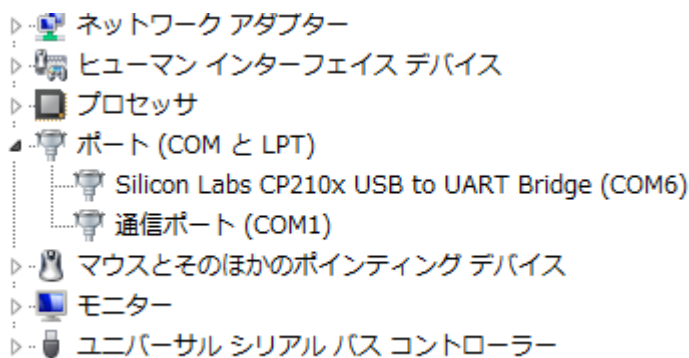 ネットワーク アダプター
ヒューマン インターフェイス デバイス
プロセッサ
ポート (COM と LPT)
Silicon Labs CP210x USB to UART Bridge (COM6)
通信ポート (COM1)
マウスとそのほかのポインティング デバイス
モニター
ユニバーサル シリアル バス コントローラー